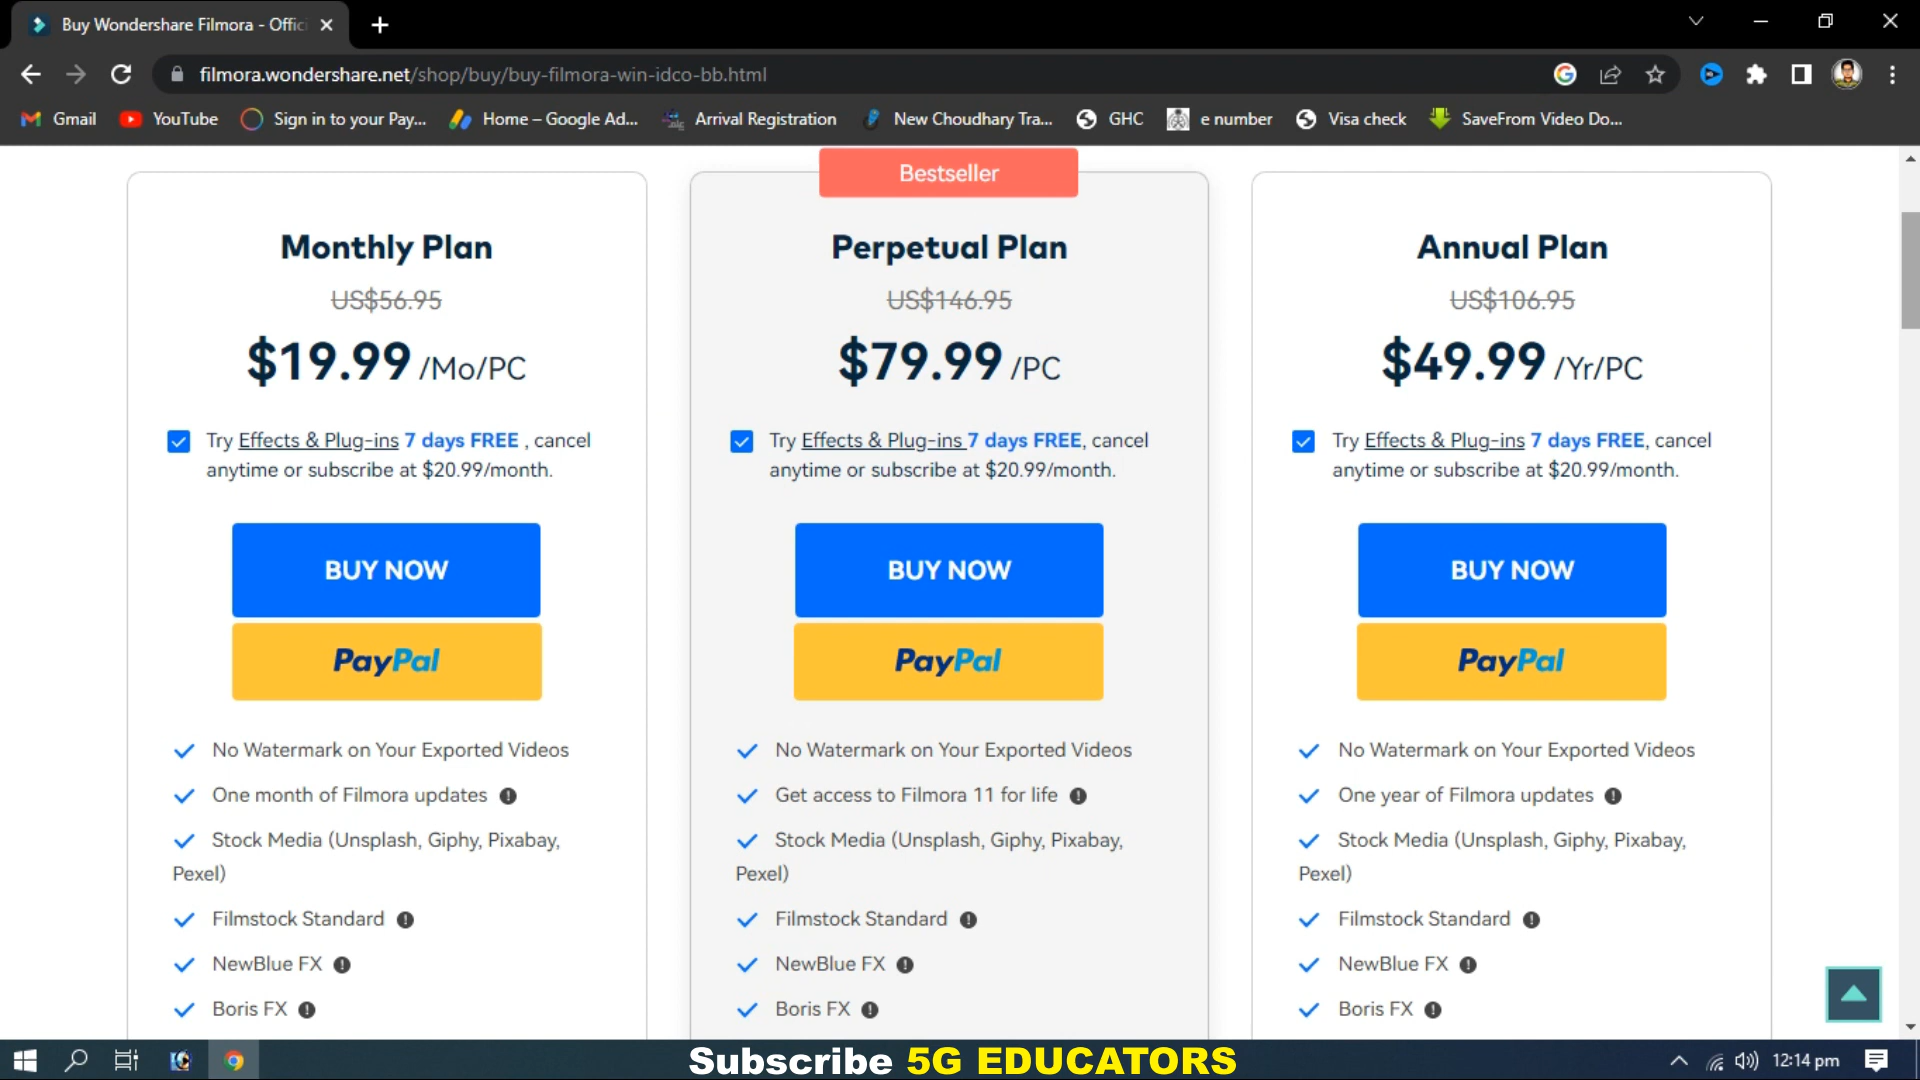 Buy Wondershare Filmora - Offici
filmora.wondershare.net/shop/buy/buy-filmora-win-idco-bb.html
Gmail YouTube Sign in to your Pay... Home – Google Ad... Arrival Registration New Choudhary Tra... GHC e number Visa check SaveFrom Video Do...
Bestseller
Monthly Plan
US$56.95
$19.99 /Mo/PC
Try Effects & Plug-ins 7 days FREE , cancel
anytime or subscribe at $20.99/month.
BUY NOW
PayPal
No Watermark on Your Exported Videos
One month of Filmora updates
Stock Media (Unsplash, Giphy, Pixabay,
Pexel)
Filmstock Standard
NewBlue FX
Boris FX
Perpetual Plan
US$146.95
$79.99 /PC
Try Effects & Plug-ins 7 days FREE, cancel
anytime or subscribe at $20.99/month.
BUY NOW
PayPal
No Watermark on Your Exported Videos
Get access to Filmora 11 for life
Stock Media (Unsplash, Giphy, Pixabay,
Pexel)
Filmstock Standard
NewBlue FX
Boris FX
Annual Plan
US$106.95
$49.99 /Yr/PC
Try Effects & Plug-ins 7 days FREE, cancel
anytime or subscribe at $20.99/month.
BUY NOW
PayPal
No Watermark on Your Exported Videos
One year of Filmora updates
Stock Media (Unsplash, Giphy, Pixabay,
Pexel)
Filmstock Standard
NewBlue FX
Boris FX
Subscribe 5G EDUCATORS
12:14 pm